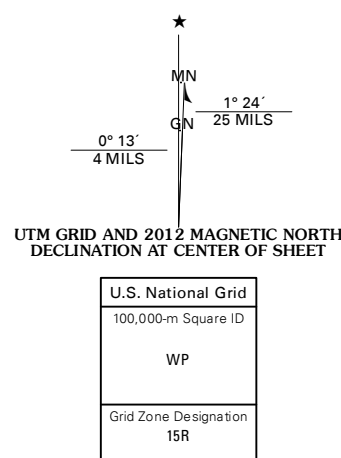 ★
MN
1° 24´
25 MILS
GN
0° 13´
4 MILS
UTM GRID AND 2012 MAGNETIC NORTH
DECLINATION AT CENTER OF SHEET
U.S. National Grid
100,000-m Square ID
WP
Grid Zone Designation
15R